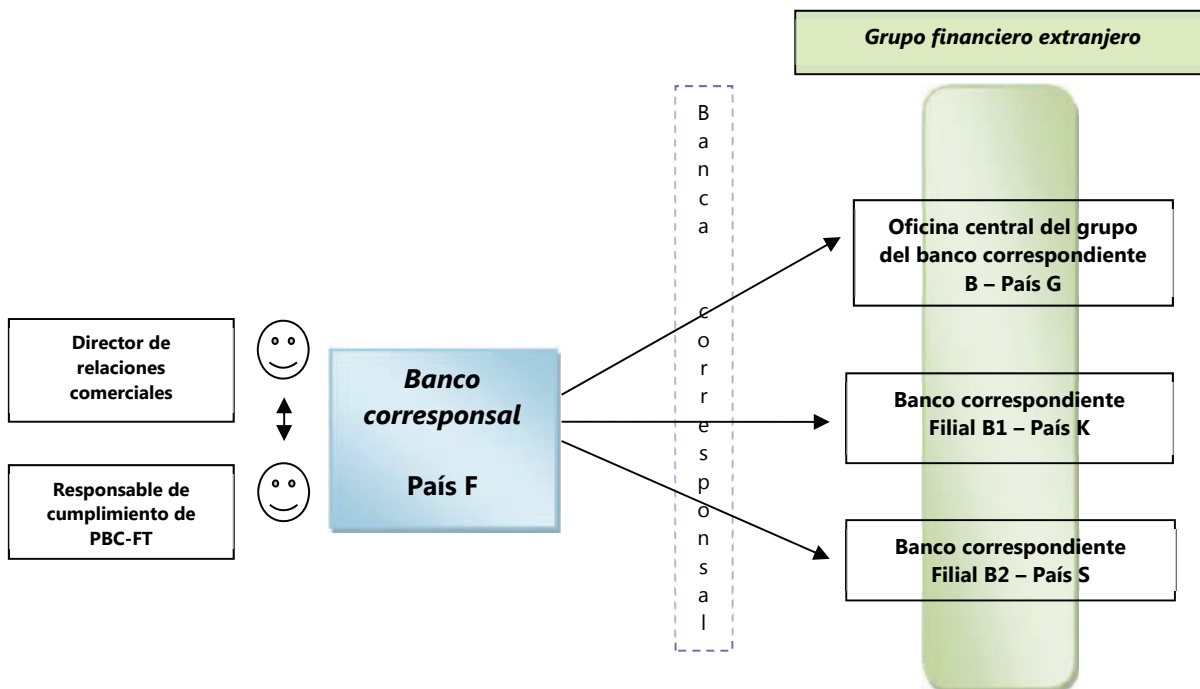 Grupo financiero extranjero
Banca corresponsal
Oficina central del grupo
del banco correspondiente
B – País G
Director de
relaciones
comerciales
Banco
corresponsal
País F
Banco correspondiente
Filial B1 – País K
Responsable de
cumplimiento de
PBC-FT
Banco correspondiente
Filial B2 – País S